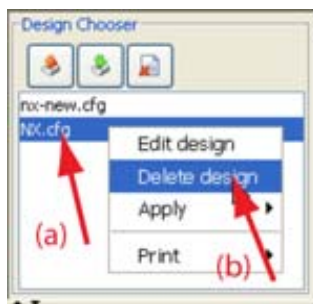 Design Chooser
nx-new.cfg
NX.cfg
Edit design
Delete design
Apply
Print
(a)
(b)